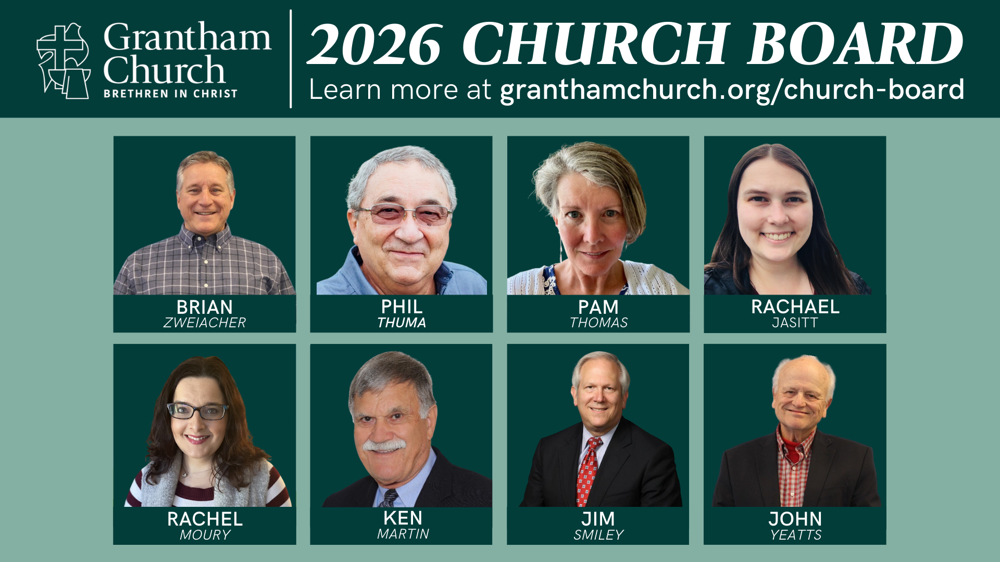 Grantham
Church
BRETHREN IN CHRIST
2026 CHURCH BOARD
Learn more at granthamchurch.org/church-board
BRIAN
ZWEIACHER
PHIL
THUMA
PAM
THOMAS
RACHAEL
JASITT
RACHEL
MOURY
KEN
MARTIN
JIM
SMILEY
JOHN
YEATTS